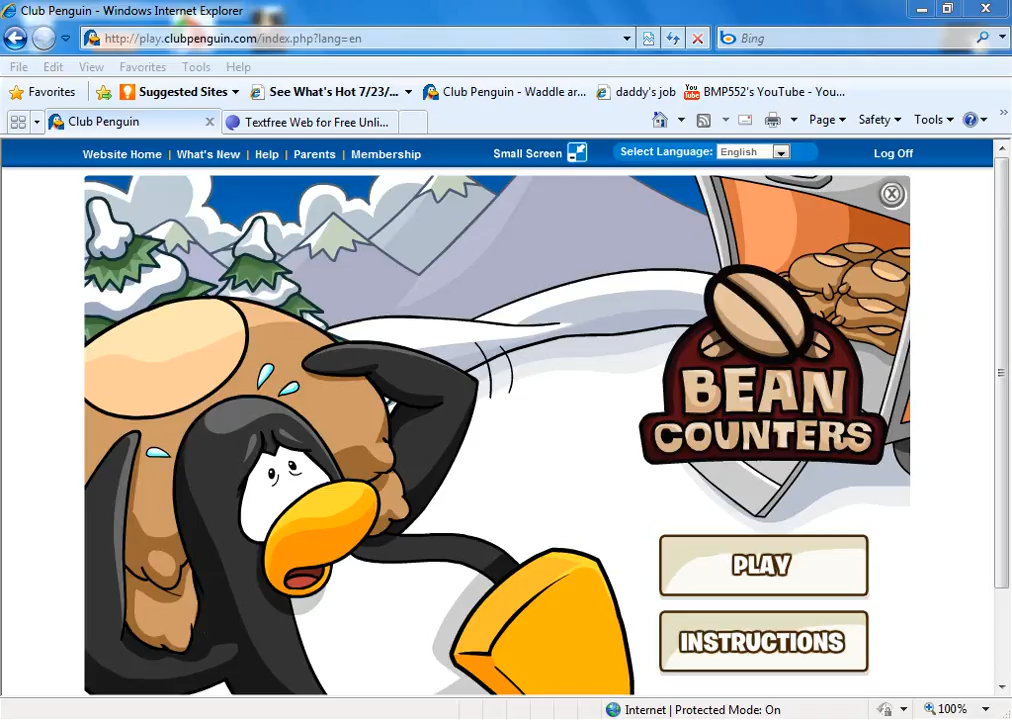 Club Penguin - Windows Internet Explorer
http://play.clubpenguin.com/index.php?lang=en
Bing
File Edit View Favorites Tools Help
Favorites Suggested Sites See What's Hot 7/23/... Club Penguin - Waddle ar... daddy's job You Tube BMP552's YouTube - You...
Club Penguin Textfree Web for Free Unli... Page Safety Tools
Website Home | What's New | Help | Parents | Membership Small Screen Select Language: English Log Off
BEAN
COUNTERS
PLAY
INSTRUCTIONS
Internet | Protected Mode: On 100%